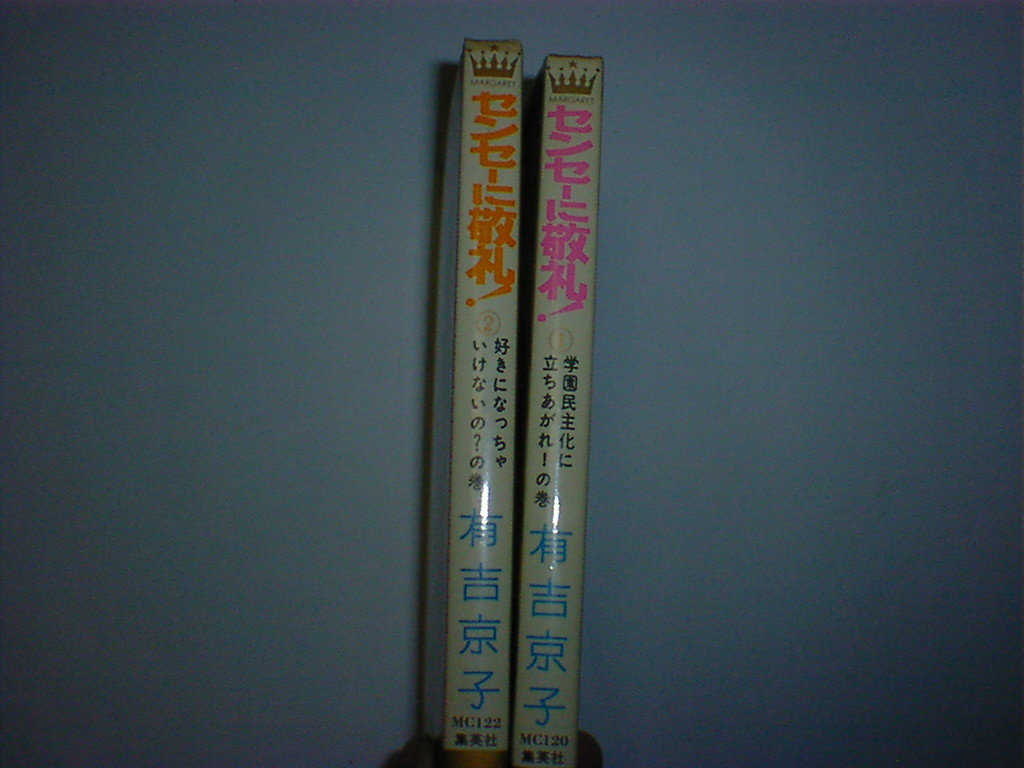 MARGARET
センセーに敬礼!
②
好きになっちゃ
いけないの?の巻
有吉京子
MC122
集英社
MARGARET
センセーに敬礼!
①
学園民主化に
立ちあがれ!の巻
有吉京子
MC120
集英社